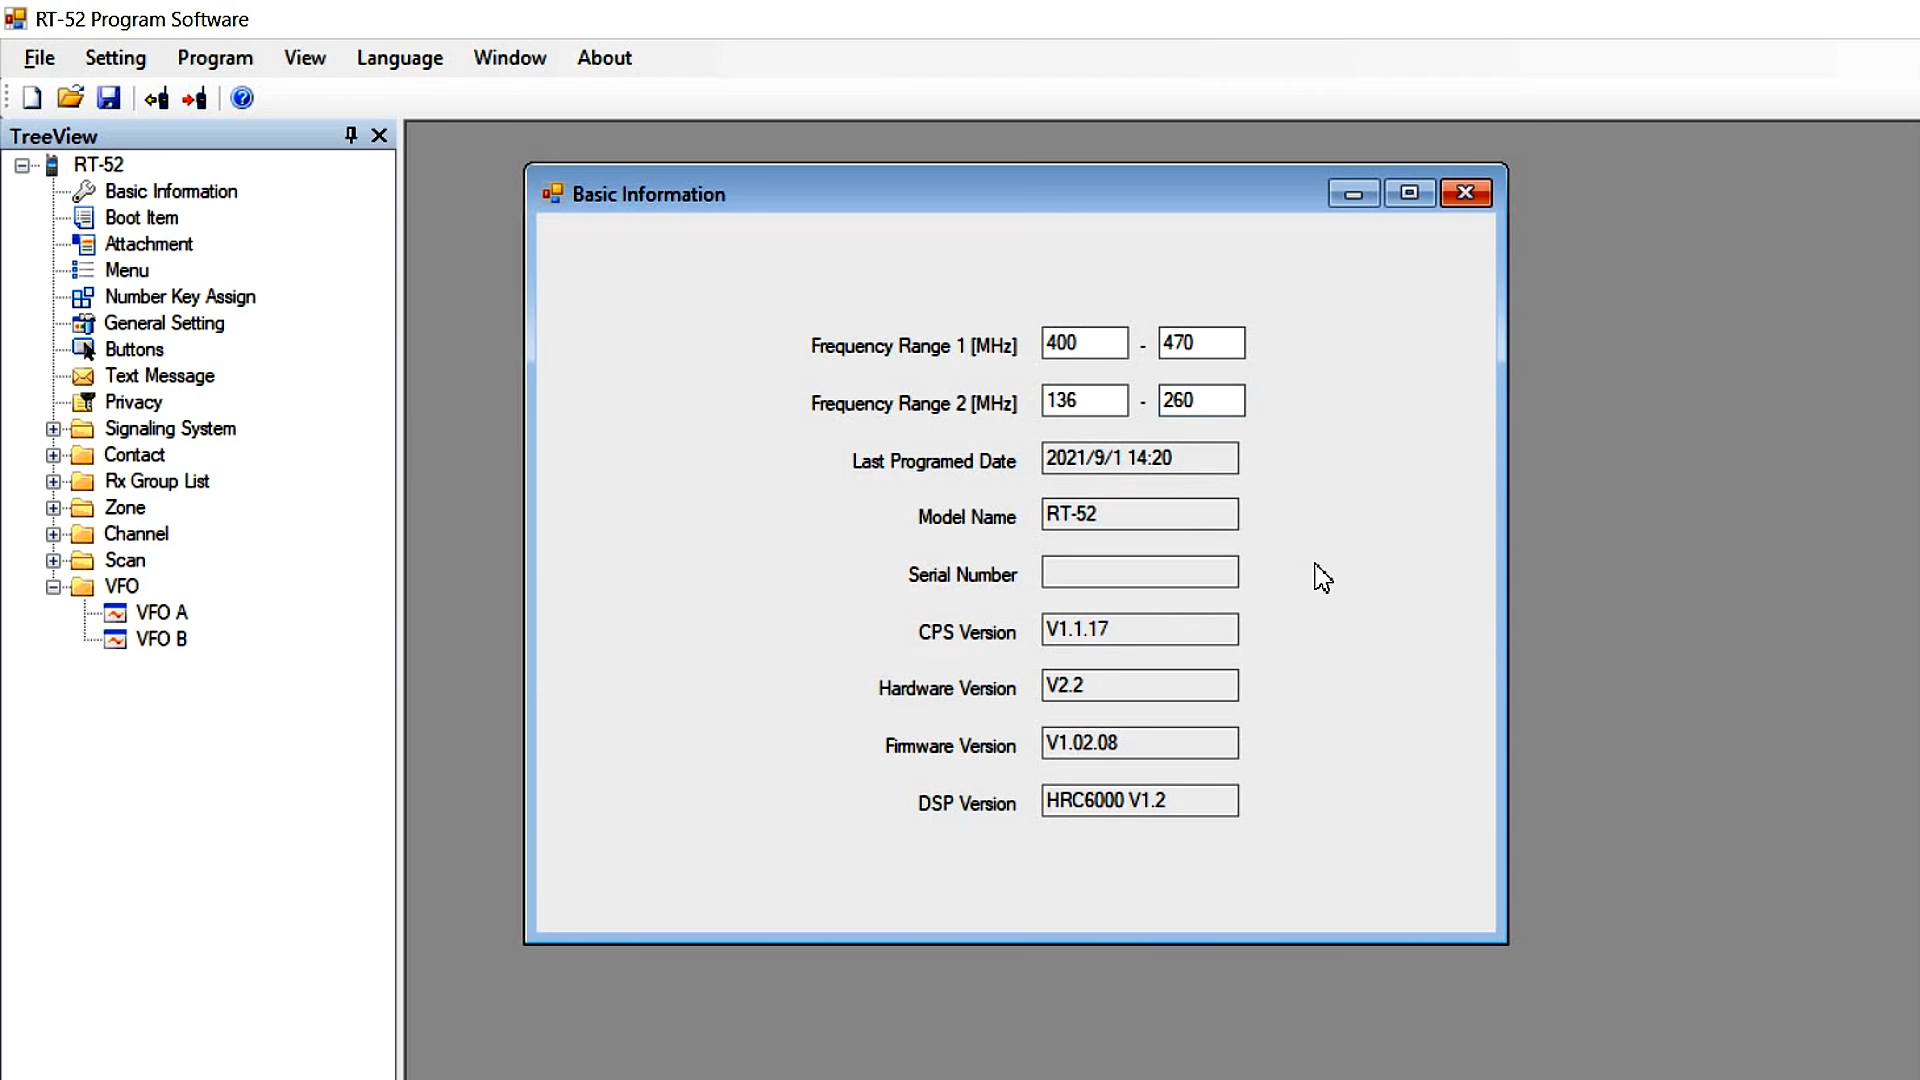 RT-52 Program Software
File Setting Program View Language Window About
TreeView
RT-52
Basic Information
Boot Item
Attachment
Menu
Number Key Assign
General Setting
Buttons
Text Message
Privacy
Signaling System
Contact
Rx Group List
Zone
Channel
Scan
VFO
VFO A
VFO B
Basic Information
Frequency Range 1 [MHz] 400 - 470
Frequency Range 2 [MHz] 136 - 260
Last Programed Date 2021/9/1 14:20
Model Name RT-52
Serial Number
CPS Version V1.1.17
Hardware Version V2.2
Firmware Version V1.02.08
DSP Version HRC6000 V1.2